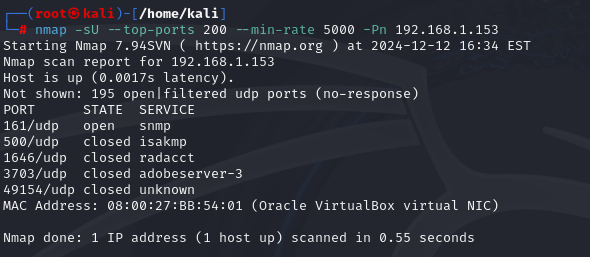 ┌──(root㉿kali)-[/home/kali]
└─# nmap -sU --top-ports 200 --min-rate 5000 -Pn 192.168.1.153
Starting Nmap 7.94SVN ( https://nmap.org ) at 2024-12-12 16:34 EST
Nmap scan report for 192.168.1.153
Host is up (0.0017s latency).
Not shown: 195 open|filtered udp ports (no-response)
PORT      STATE  SERVICE
161/udp   open   snmp
500/udp   closed isakmp
1646/udp  closed radacct
3703/udp  closed adobeserver-3
49154/udp closed unknown
MAC Address: 08:00:27:BB:54:01 (Oracle VirtualBox virtual NIC)
Nmap done: 1 IP address (1 host up) scanned in 0.55 seconds